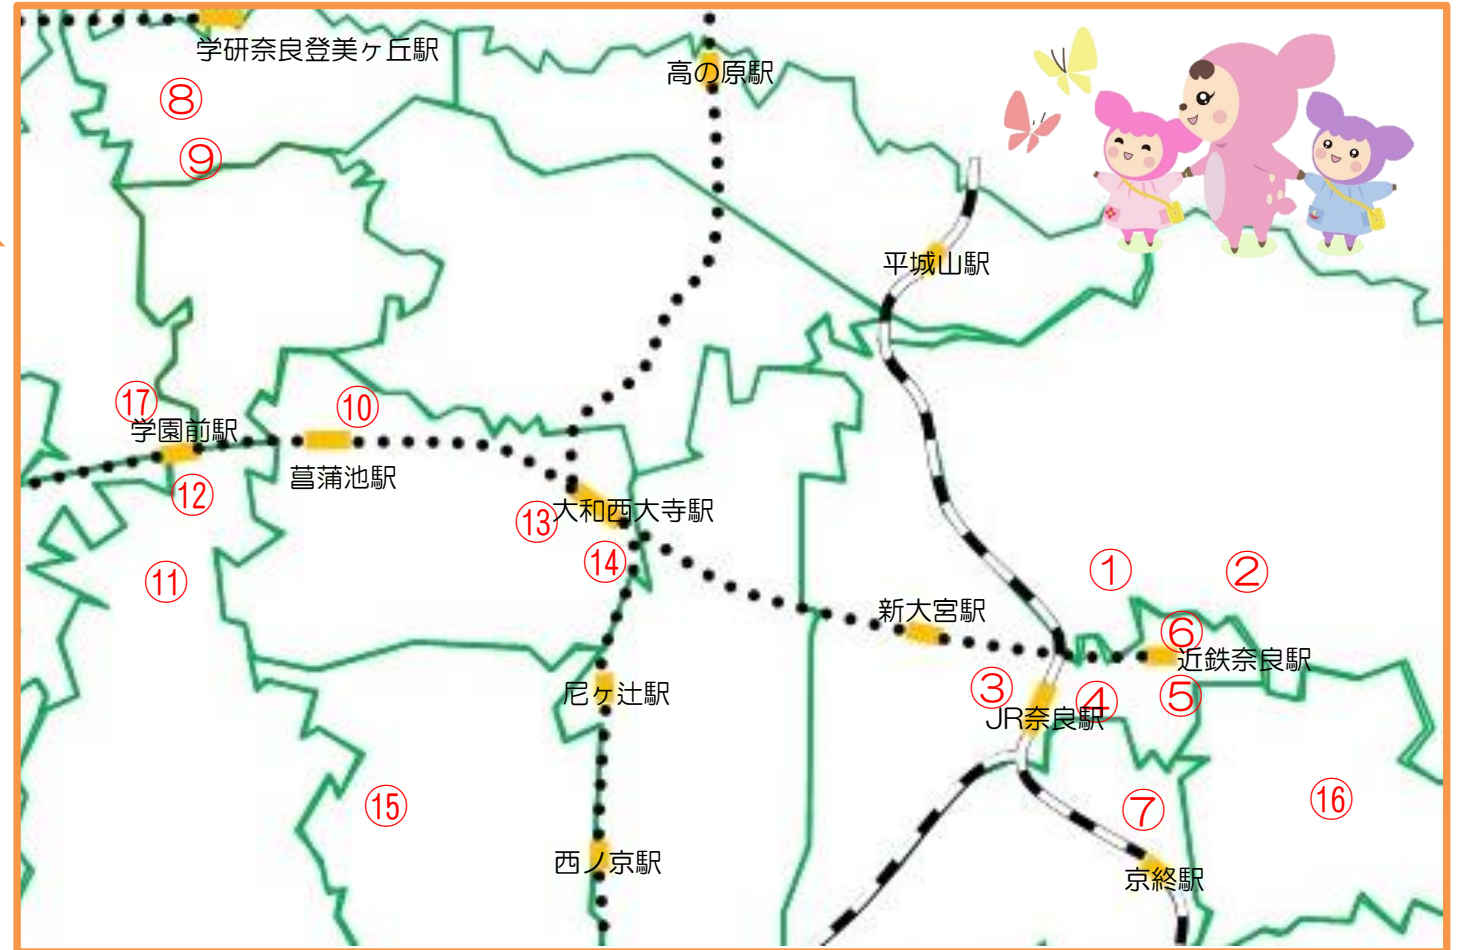 学研奈良登美ヶ丘駅
高の原駅
⑧
⑨
平城山駅
⑰
⑩
学園前駅
菖蒲池駅
⑫
大和西大寺駅
⑬
⑭
⑪
①
②
新大宮駅
⑥
近鉄奈良駅
尼ヶ辻駅
③
④
⑤
JR奈良駅
⑮
⑦
⑯
西ノ京駅
京終駅